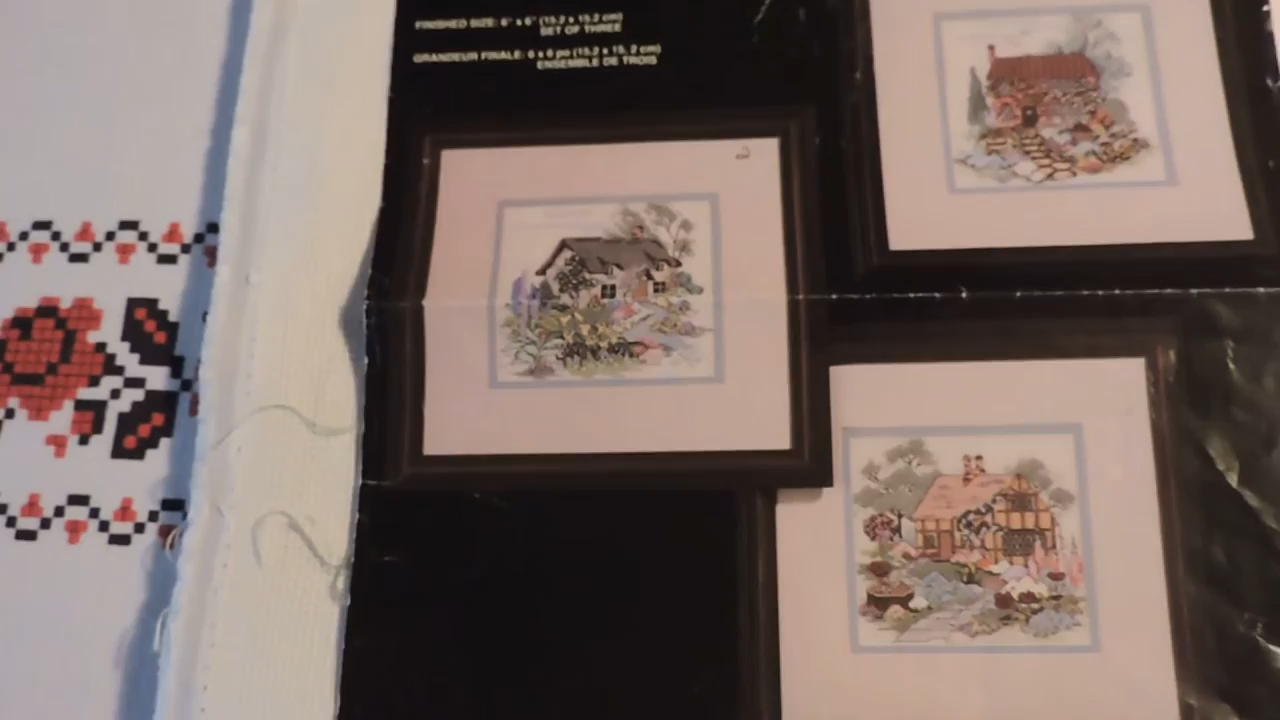 FINISHED SIZE: 6" x 6" (15.2 x 15.2 cm)
SET OF THREE
GRANDEUR FINALE: 6 x 6 po (15.2 x 15, 2 cm)
ENSEMBLE DE TROIS